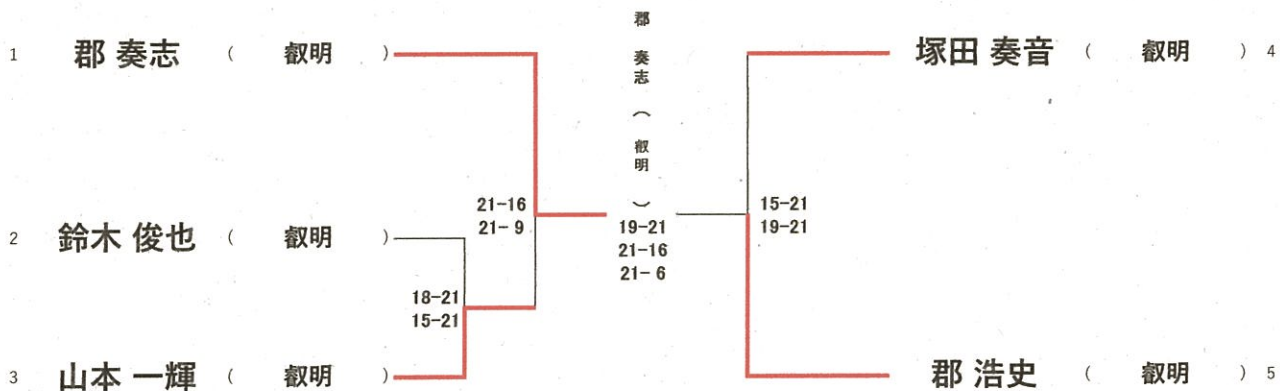 1 郡 奏志 ( 叡明 )
2 鈴木 俊也 ( 叡明 )
3 山本 一輝 ( 叡明 )
21-16
21- 9
18-21
15-21
郡 奏志 ( 叡明 )
19-21
21-16
21- 6
15-21
19-21
塚田 奏音 ( 叡明 ) 4
郡 浩史 ( 叡明 ) 5